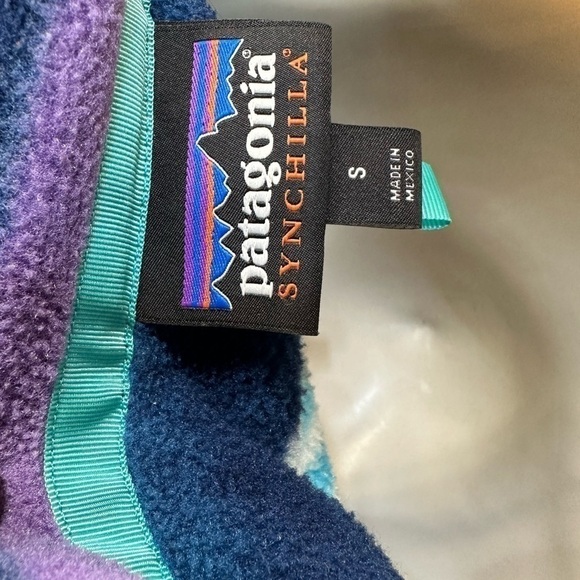 patagonia®
SYNCHILLA®
S
MADE IN
MEXICO